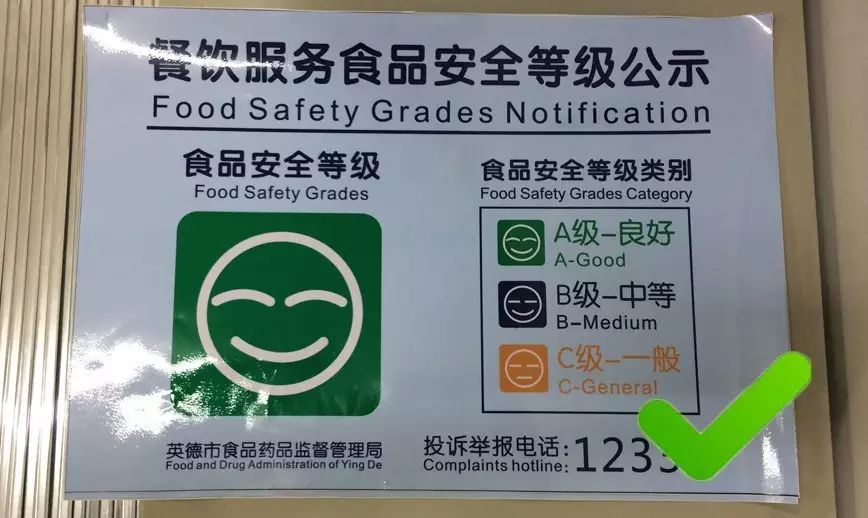 餐饮服务食品安全等级公示
Food Safety Grades Notification
食品安全等级
Food Safety Grades
食品安全等级类别
Food Safety Grades Category
A级-良好
A-Good
B级-中等
B-Medium
C级-一般
C-General
英德市食品药品监督管理局
Food and Drug Administration of Ying De
投诉举报电话:
Complaints hotline: